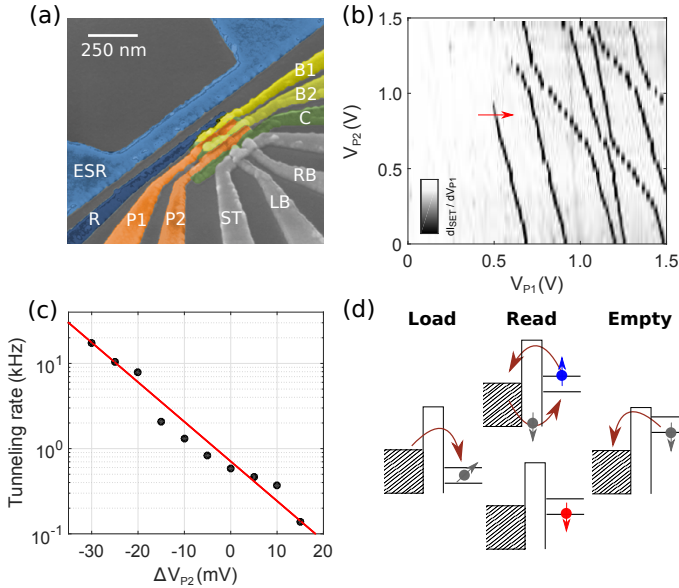 (a)
250 nm
B1
B2
C
ESR
RB
R
P1
P2
ST
LB
(b)
1.5
1.0
0.5
0
V_P2(V)
dI_SET / dV_P1
0
0.5
1.0
1.5
V_P1(V)
(c)
10^1
10^0
10^-1
Tunneling rate (kHz)
-30
-20
-10
0
10
20
ΔV_P2(mV)
(d)
Load
Read
Empty